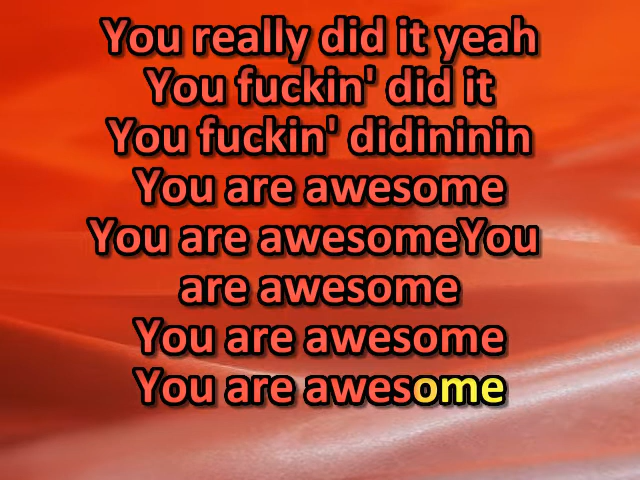 You really did it yeah
You fuckin' did it
You fuckin' didininin
You are awesome
You are awesomeYou
are awesome
You are awesome
You are awesome